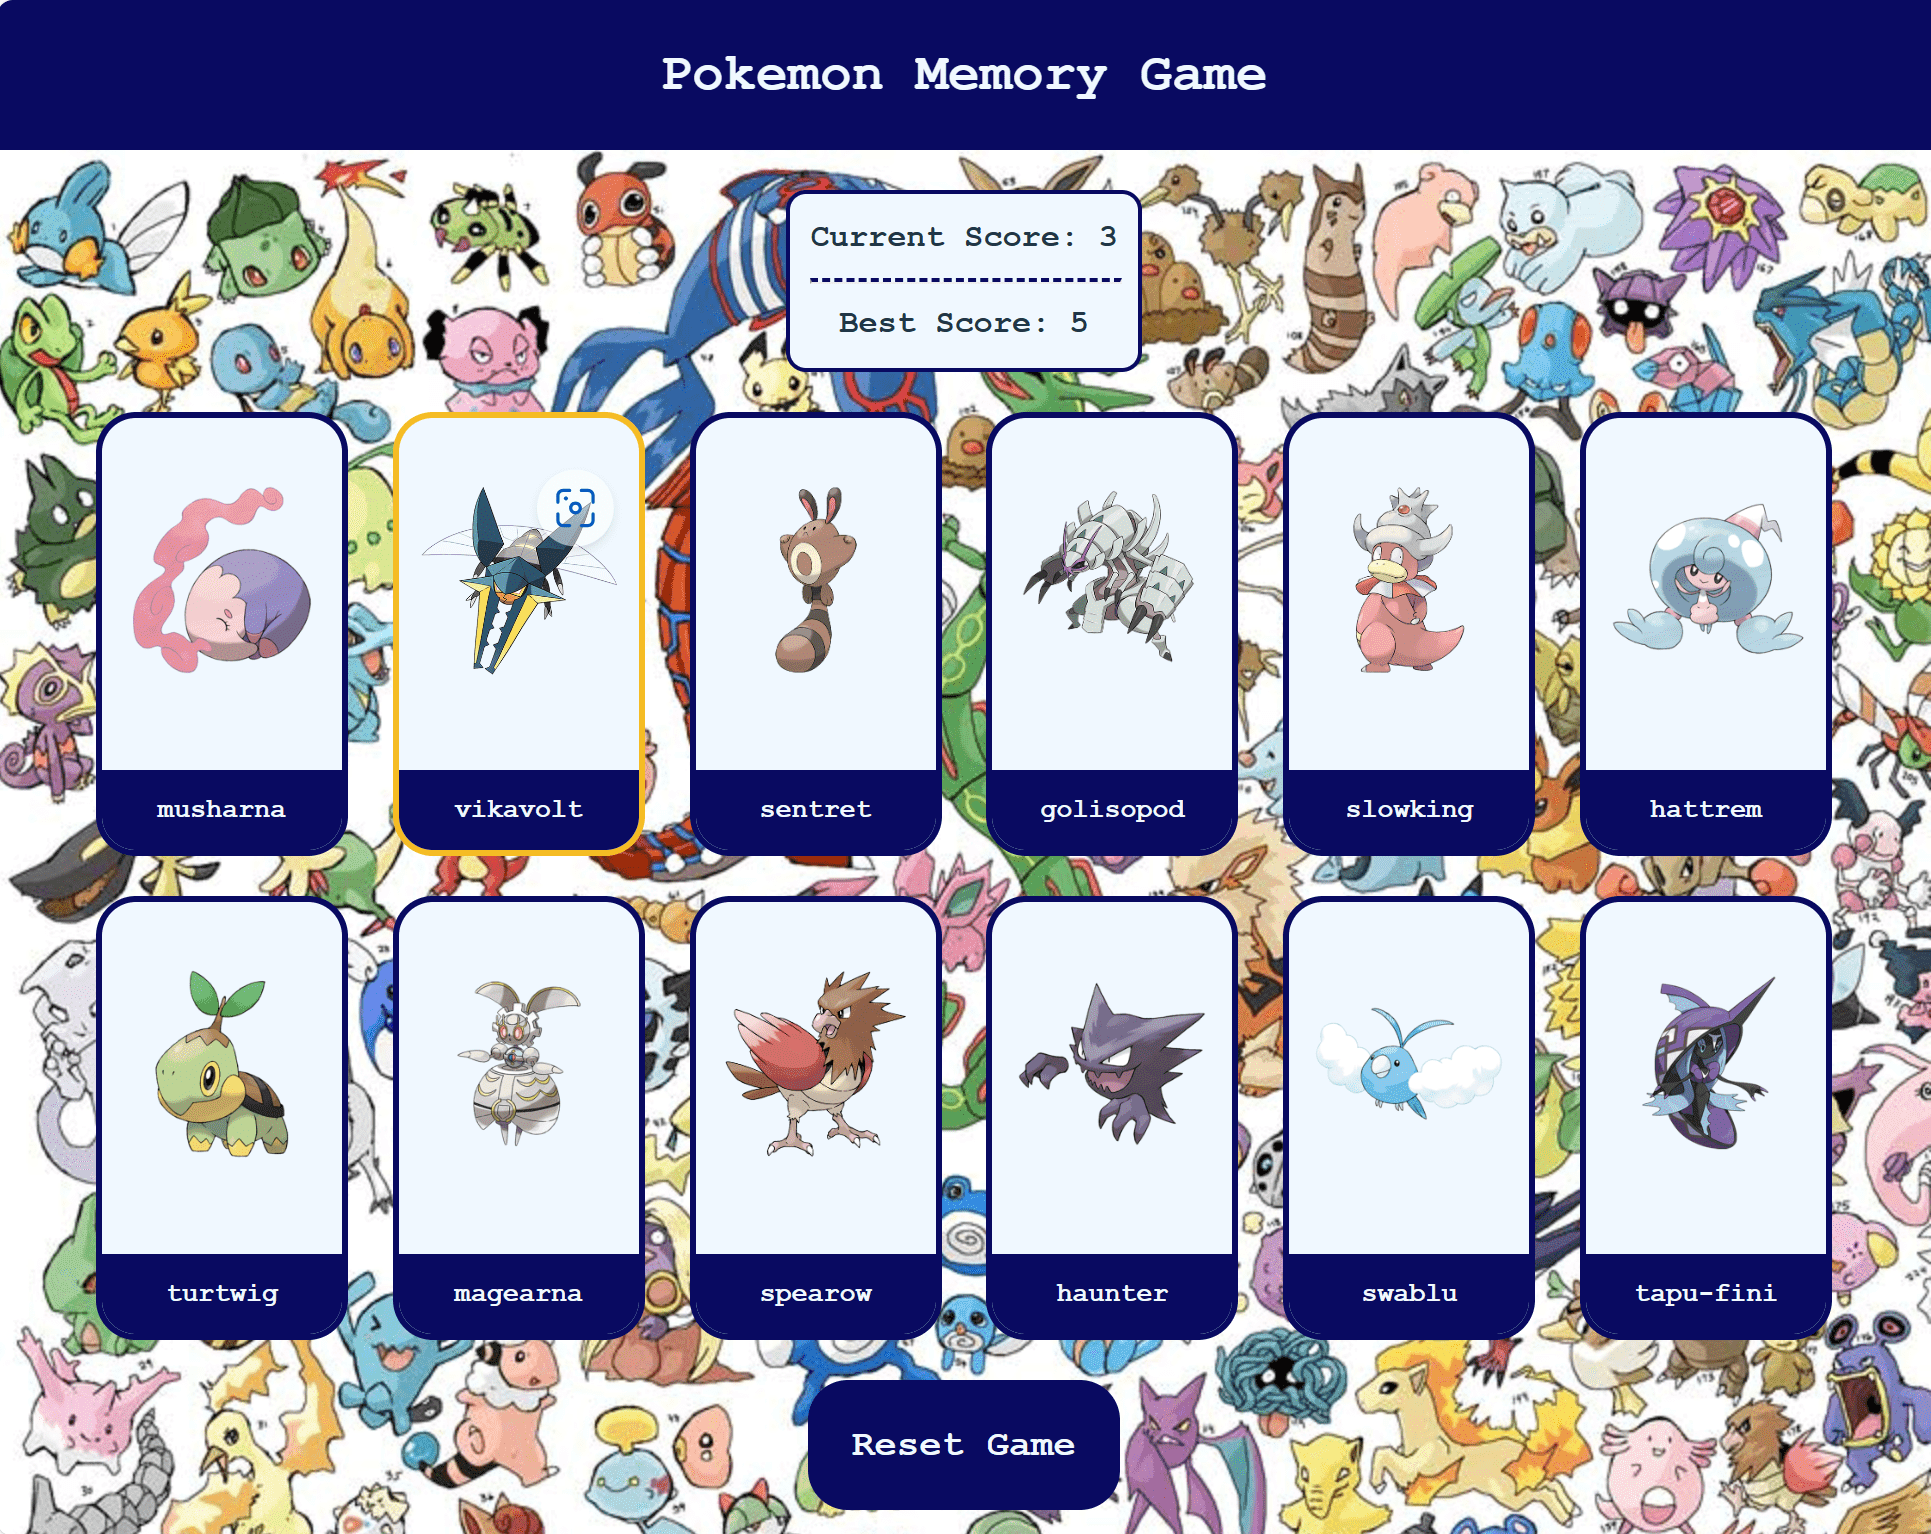 Pokemon Memory Game
Current Score: 3
Best Score: 5
musharna
vikavolt
sentret
golisopod
slowking
hattrem
turtwig
magearna
spearow
haunter
swablu
tapu-fini
Reset Game